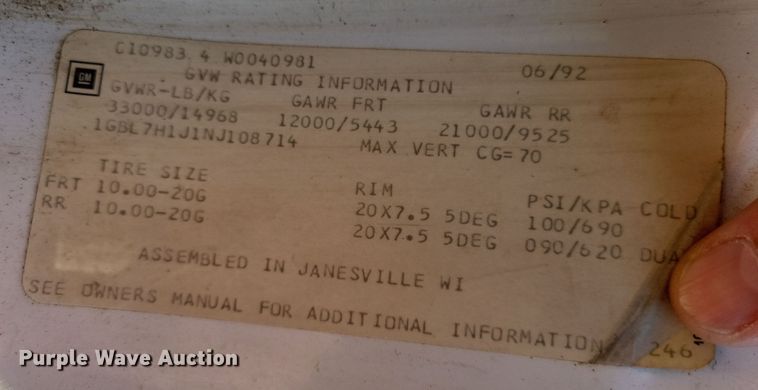 C10983 4 W0040981 06/92
GM
GVW RATING INFORMATION
GVWR-LB/KG GAWR FRT GAWR RR
33000/14968 12000/5443 21000/9525
1GBL7H1J1NJ108714 MAX VERT CG=70
TIRE SIZE RIM PSI/KPA COLD
FRT 10.00-20G 20X7.5 5DEG 100/690
RR 10.00-20G 20X7.5 5DEG 090/620 DUA
ASSEMBLED IN JANESVILLE WI
SEE OWNERS MANUAL FOR ADDITIONAL INFORMATION 246
Purple Wave Auction